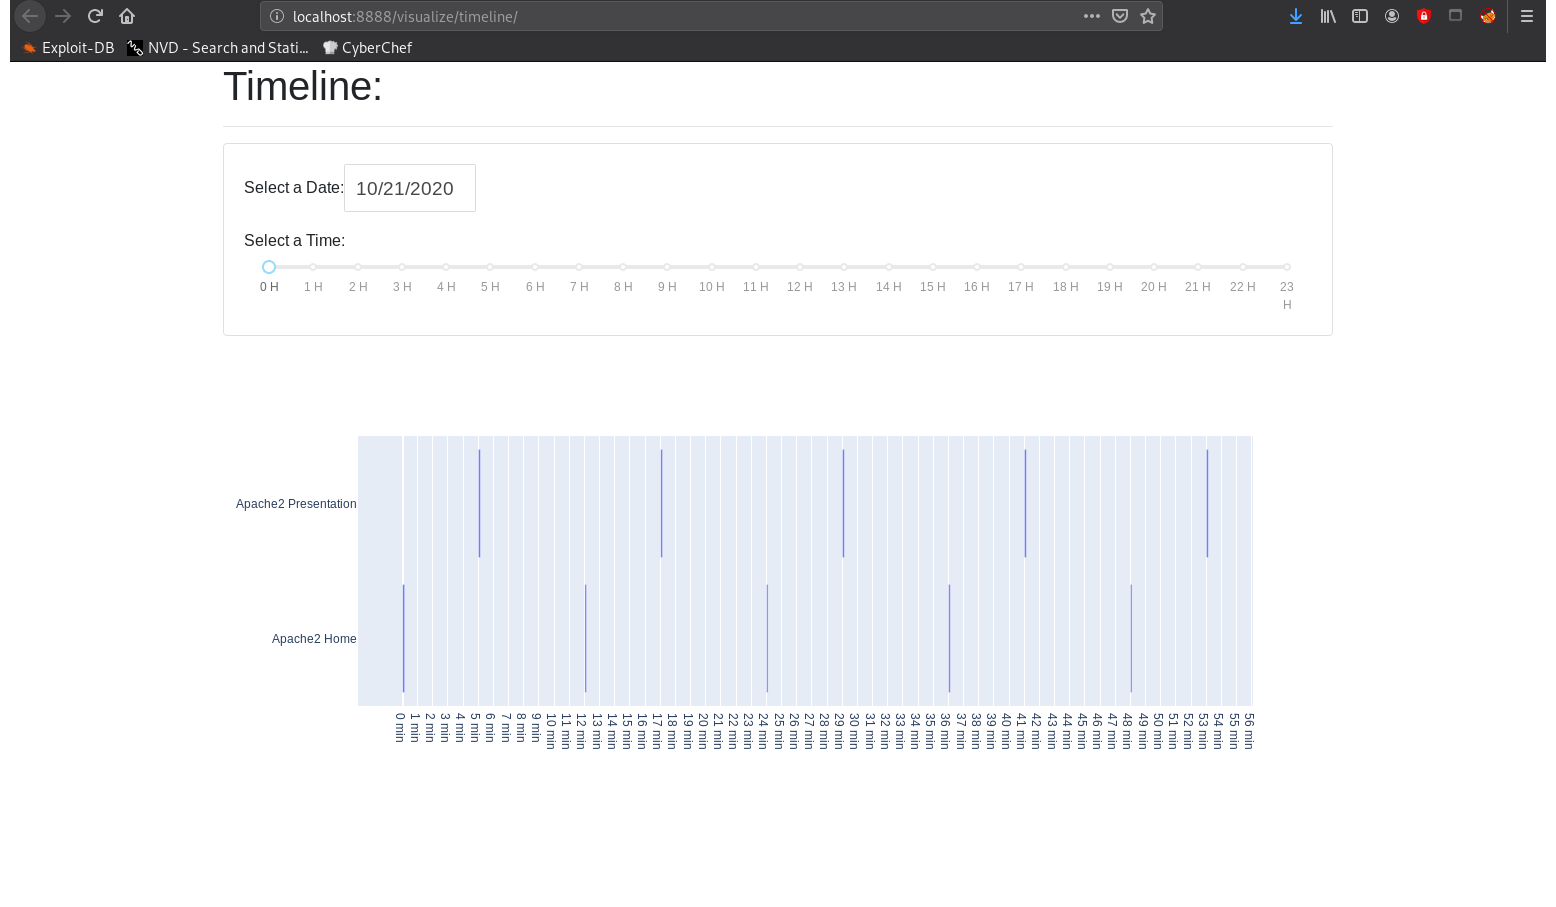 localhost:8888/visualize/timeline/
Exploit-DB NVD - Search and Stati... CyberChef
Timeline:
Select a Date: 10/21/2020
Select a Time:
0 H 1 H 2 H 3 H 4 H 5 H 6 H 7 H 8 H 9 H 10 H 11 H 12 H 13 H 14 H 15 H 16 H 17 H 18 H 19 H 20 H 21 H 22 H 23
H
Apache2 Presentation
Apache2 Home
0 min 1 min 2 min 3 min 4 min 5 min 6 min 7 min 8 min 9 min 10 min 11 min 12 min 13 min 14 min 15 min 16 min 17 min 18 min 19 min 20 min 21 min 22 min 23 min 24 min 25 min 26 min 27 min 28 min 29 min 30 min 31 min 32 min 33 min 34 min 35 min 36 min 37 min 38 min 39 min 40 min 41 min 42 min 43 min 44 min 45 min 46 min 47 min 48 min 49 min 50 min 51 min 52 min 53 min 54 min 55 min 56 min